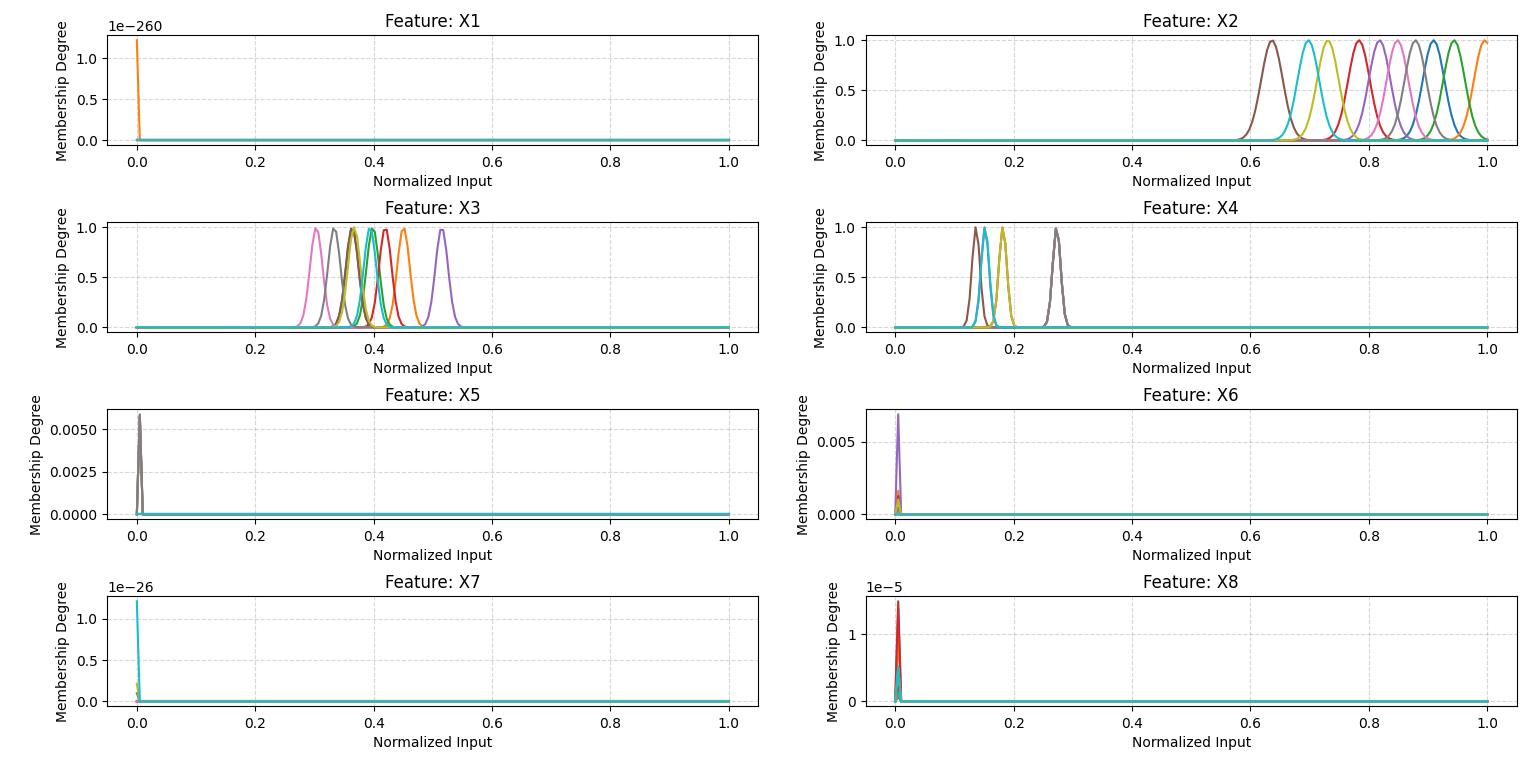 Feature: X1
1e−260
Membership Degree
1.0
0.5
0.0
0.0 0.2 0.4 0.6 0.8 1.0
Normalized Input
Feature: X2
Membership Degree
1.0
0.5
0.0
0.0 0.2 0.4 0.6 0.8 1.0
Normalized Input
Feature: X3
Membership Degree
1.0
0.5
0.0
0.0 0.2 0.4 0.6 0.8 1.0
Normalized Input
Feature: X4
Membership Degree
1.0
0.5
0.0
0.0 0.2 0.4 0.6 0.8 1.0
Normalized Input
Feature: X5
Membership Degree
0.0050
0.0025
0.0000
0.0 0.2 0.4 0.6 0.8 1.0
Normalized Input
Feature: X6
Membership Degree
0.005
0.000
0.0 0.2 0.4 0.6 0.8 1.0
Normalized Input
Feature: X7
1e−26
Membership Degree
1.0
0.5
0.0
0.0 0.2 0.4 0.6 0.8 1.0
Normalized Input
Feature: X8
1e−5
Membership Degree
1
0
0.0 0.2 0.4 0.6 0.8 1.0
Normalized Input